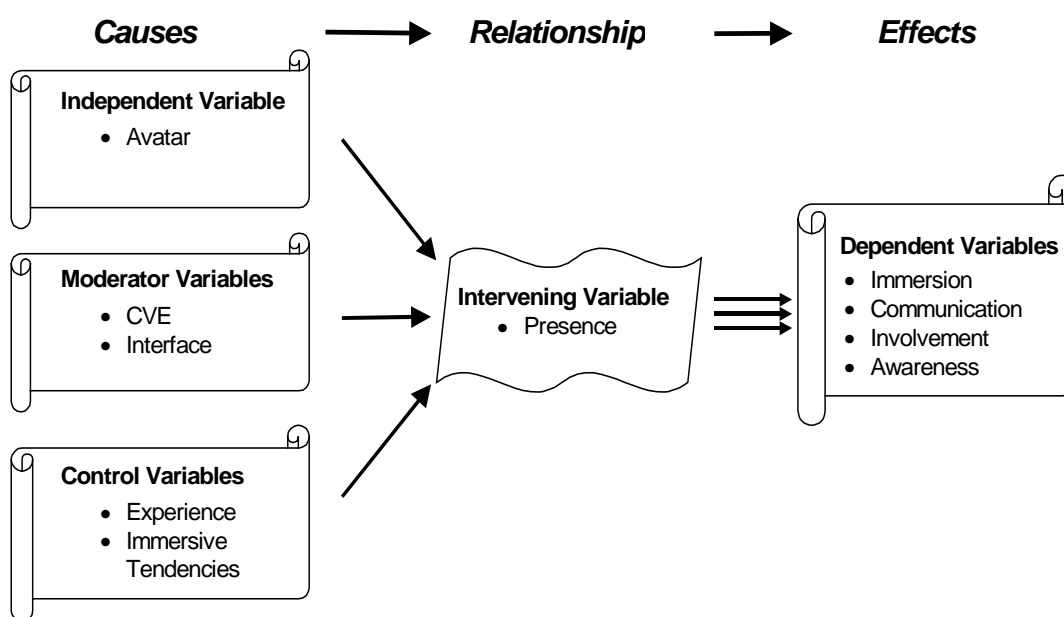 Causes
Relationship
Effects
Independent Variable
• Avatar
Moderator Variables
• CVE
• Interface
Control Variables
• Experience
• Immersive
Tendencies
Intervening Variable
• Presence
Dependent Variables
• Immersion
• Communication
• Involvement
• Awareness